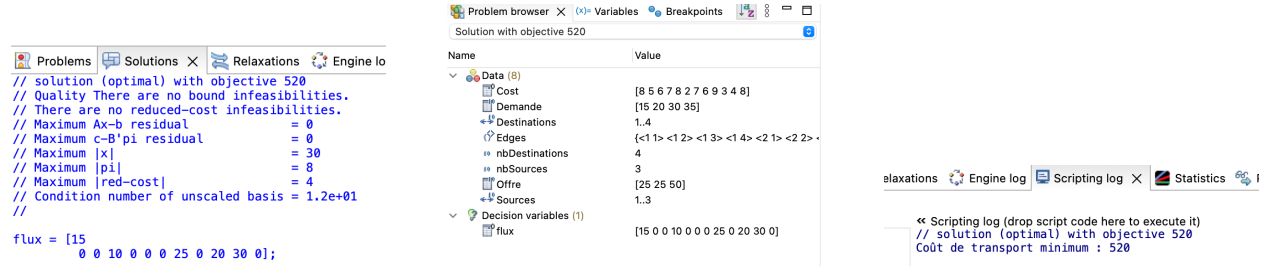 Problems Solutions Relaxations Engine lo
// solution (optimal) with objective 520
// Quality There are no bound infeasibilities.
// There are no reduced-cost infeasibilities.
// Maximum Ax-b residual = 0
// Maximum c-B'pi residual = 0
// Maximum |x| = 30
// Maximum |pi| = 8
// Maximum |red-cost| = 4
// Condition number of unscaled basis = 1.2e+01
//
flux = [15
0 0 10 0 0 0 25 0 20 30 0];
Problem browser (x)= Variables Breakpoints
Solution with objective 520
Name Value
Data (8)
Cost [8 5 6 7 8 2 7 6 9 3 4 8]
Demande [15 20 30 35]
Destinations 1..4
Edges {<1 1> <1 2> <1 3> <1 4> <2 1> <2 2> <
nbDestinations 4
nbSources 3
Offre [25 25 50]
Sources 1..3
Decision variables (1)
flux [15 0 0 10 0 0 0 25 0 20 30 0]
elaxations Engine log Scripting log Statistics
« Scripting log (drop script code here to execute it)
// solution (optimal) with objective 520
Coût de transport minimum : 520